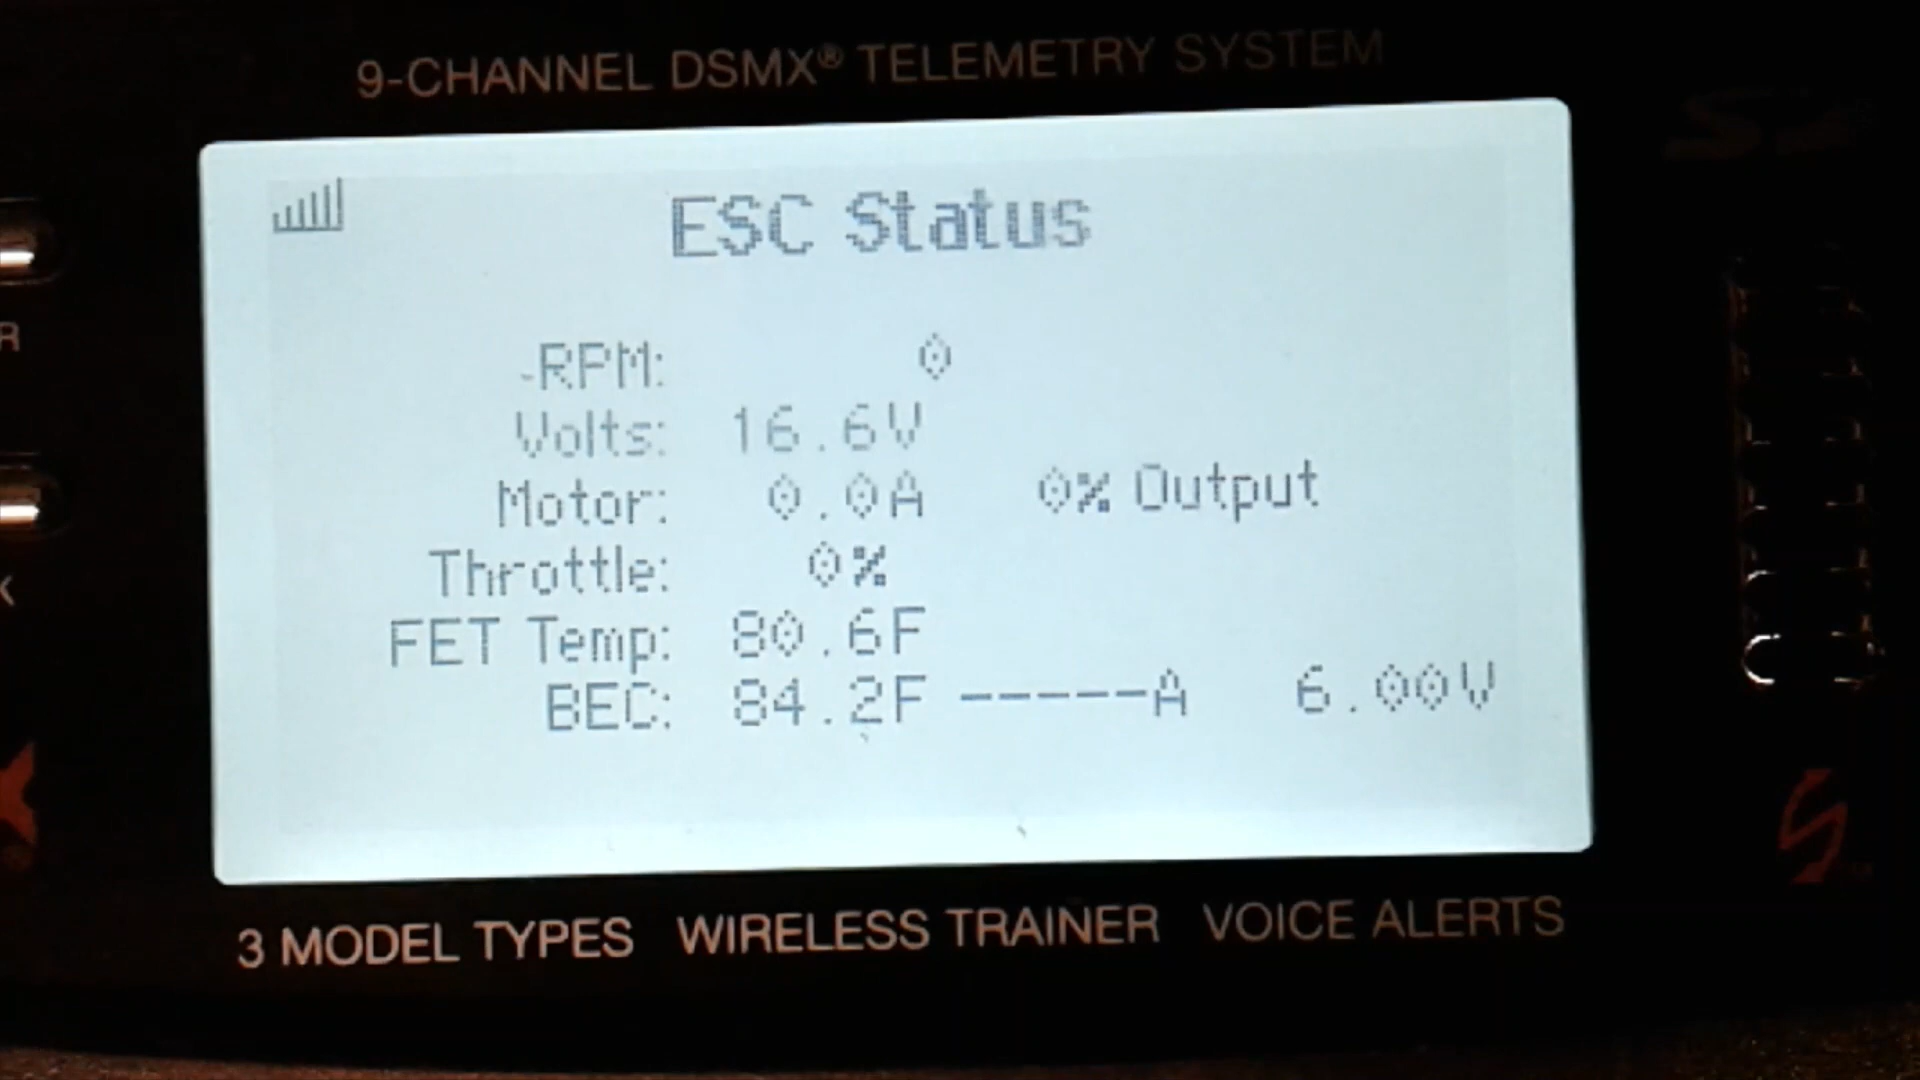 9-CHANNEL DSMX® TELEMETRY SYSTEM
ESC Status
-RPM: 0
Volts: 16.6V
Motor: 0.0A 0% Output
Throttle: 0%
FET Temp: 80.6F
BEC: 84.2F -----A 6.00V
3 MODEL TYPES WIRELESS TRAINER VOICE ALERTS